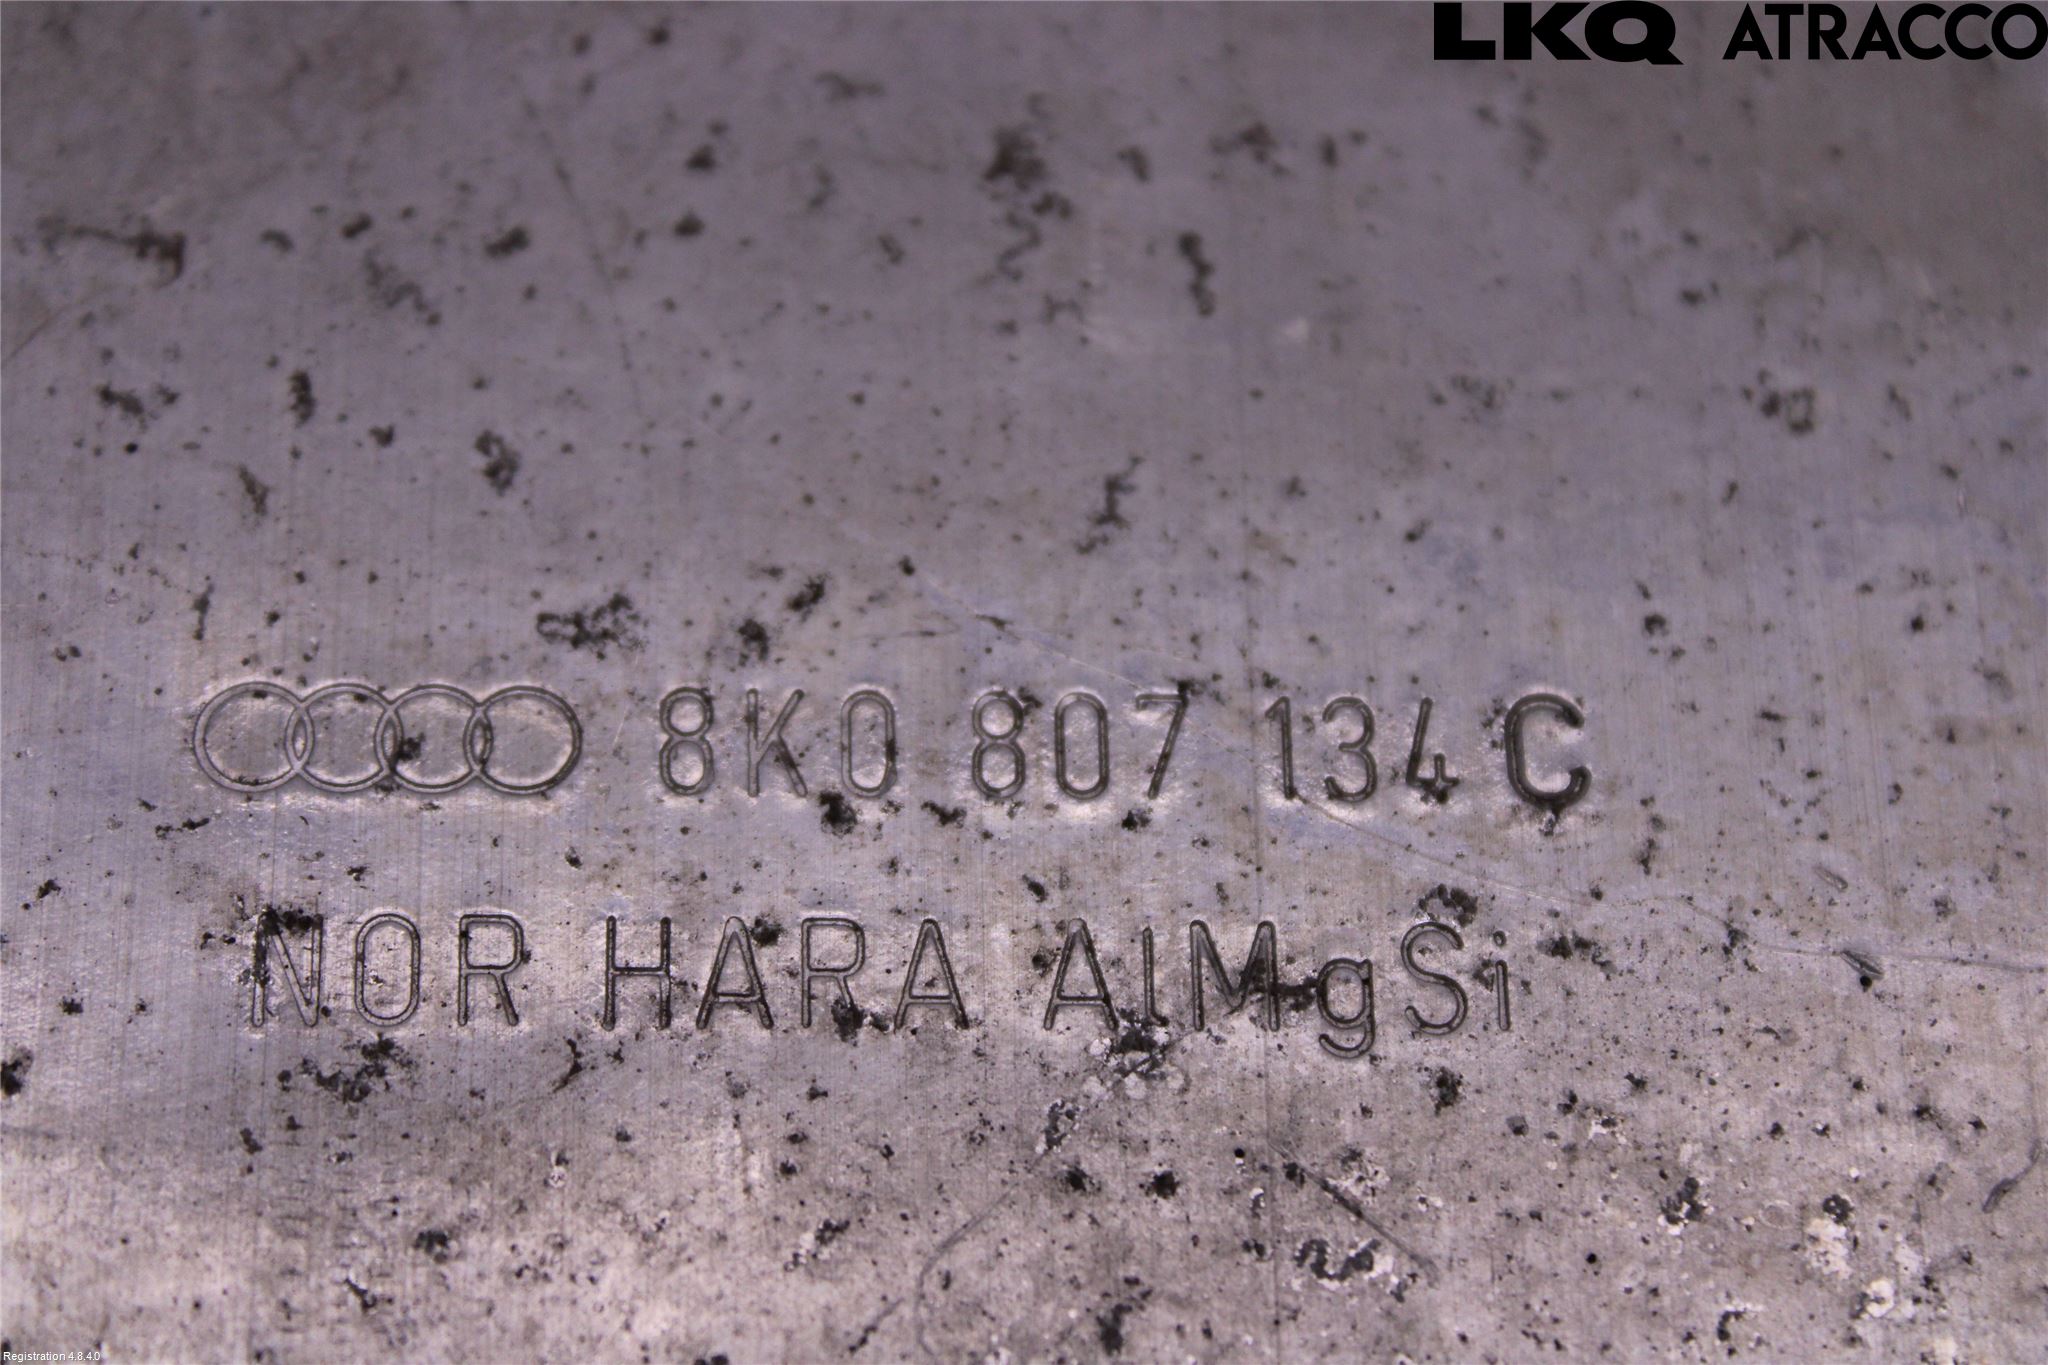 LKQ ATRACCO
8K0 807 134 C
NOR HARA AlMgSi
Registration 4.8.4.0